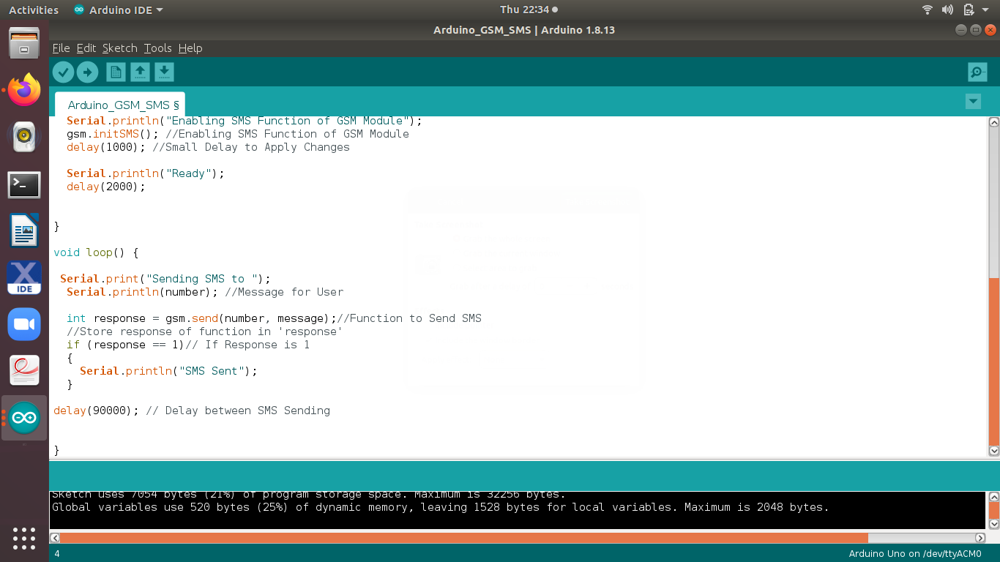 Activities Arduino IDE Thu 22:34
Arduino_GSM_SMS | Arduino 1.8.13
File Edit Sketch Tools Help
Arduino_GSM_SMS §
Serial.println("Enabling SMS Function of GSM Module");
gsm.initSMS(); //Enabling SMS Function of GSM Module
delay(1000); //Small Delay to Apply Changes
Serial.println("Ready");
delay(2000);
}
void loop() {
Serial.print("Sending SMS to ");
Serial.println(number); //Message for User
int response = gsm.send(number, message);//Function to Send SMS
//Store response of function in 'response'
if (response == 1)// If Response is 1
{
Serial.println("SMS Sent");
}
delay(90000); // Delay between SMS Sending
}
Sketch uses 7054 bytes (21%) of program storage space. Maximum is 32256 bytes.
Global variables use 520 bytes (25%) of dynamic memory, leaving 1528 bytes for local variables. Maximum is 2048 bytes.
X
IDE
4 Arduino Uno on /dev/ttyACM0